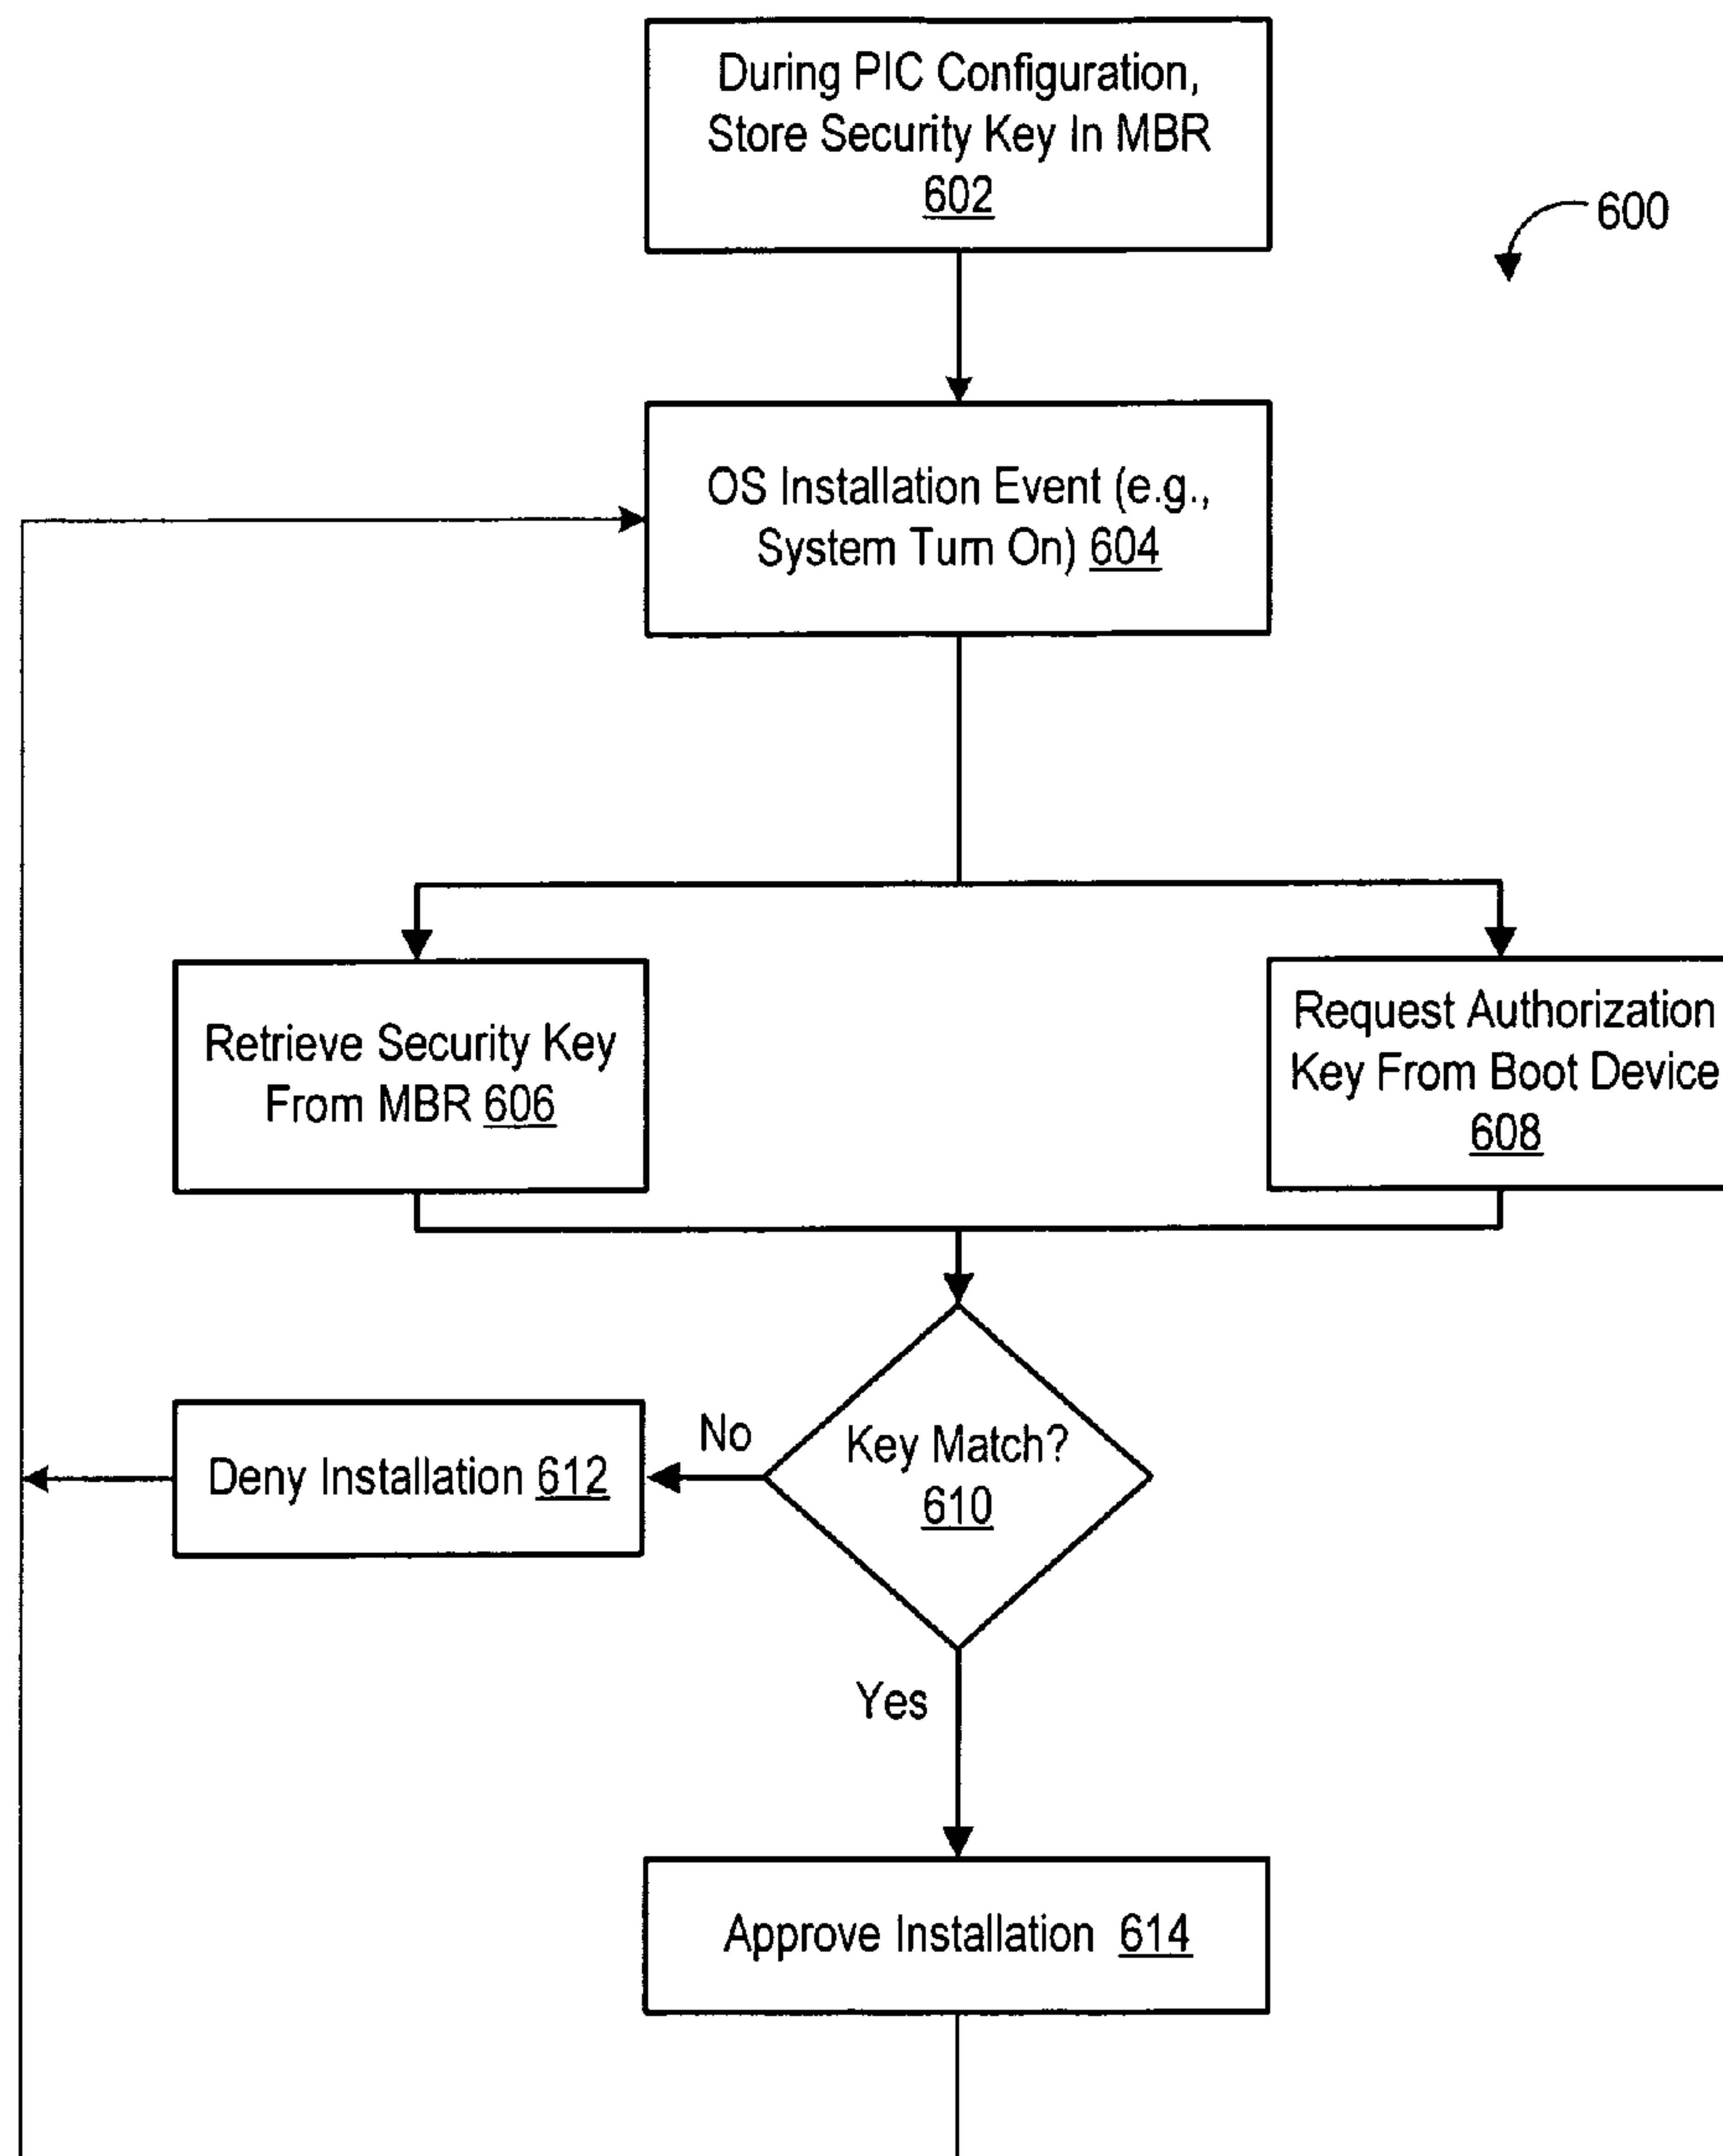 During PIC Configuration,
Store Security Key In MBR
602
600
OS Installation Event (e.g.,
System Turn On) 604
Retrieve Security Key
From MBR 606
Request Authorization
Key From Boot Device
608
Key Match?
610
No
Deny Installation 612
Yes
Approve Installation 614